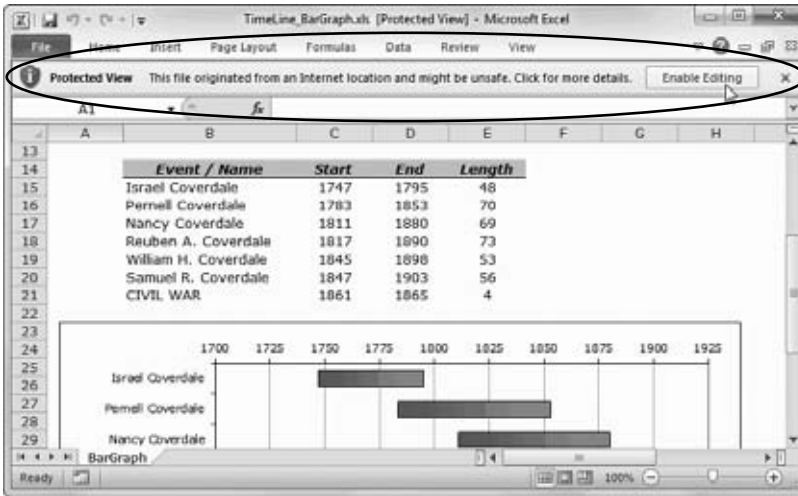 TimeLine_BarGraph.xls [Protected View] - Microsoft Excel
File Home Insert Page Layout Formulas Data Review View
Protected View This file originated from an Internet location and might be unsafe. Click for more details. Enable Editing
A1 fx
A B C D E F G H
13
14 Event / Name Start End Length
15 Israel Coverdale 1747 1795 48
16 Pernell Coverdale 1783 1853 70
17 Nancy Coverdale 1811 1880 69
18 Reuben A. Coverdale 1817 1890 73
19 William H. Coverdale 1845 1898 53
20 Samuel R. Coverdale 1847 1903 56
21 CIVIL WAR 1861 1865 4
22
23
24 1700 1725 1750 1775 1800 1825 1850 1875 1900 1925
25
Israel Coverdale
26
27
Pernell Coverdale
28
29 Nancy Coverdale
BarGraph
Ready 100%